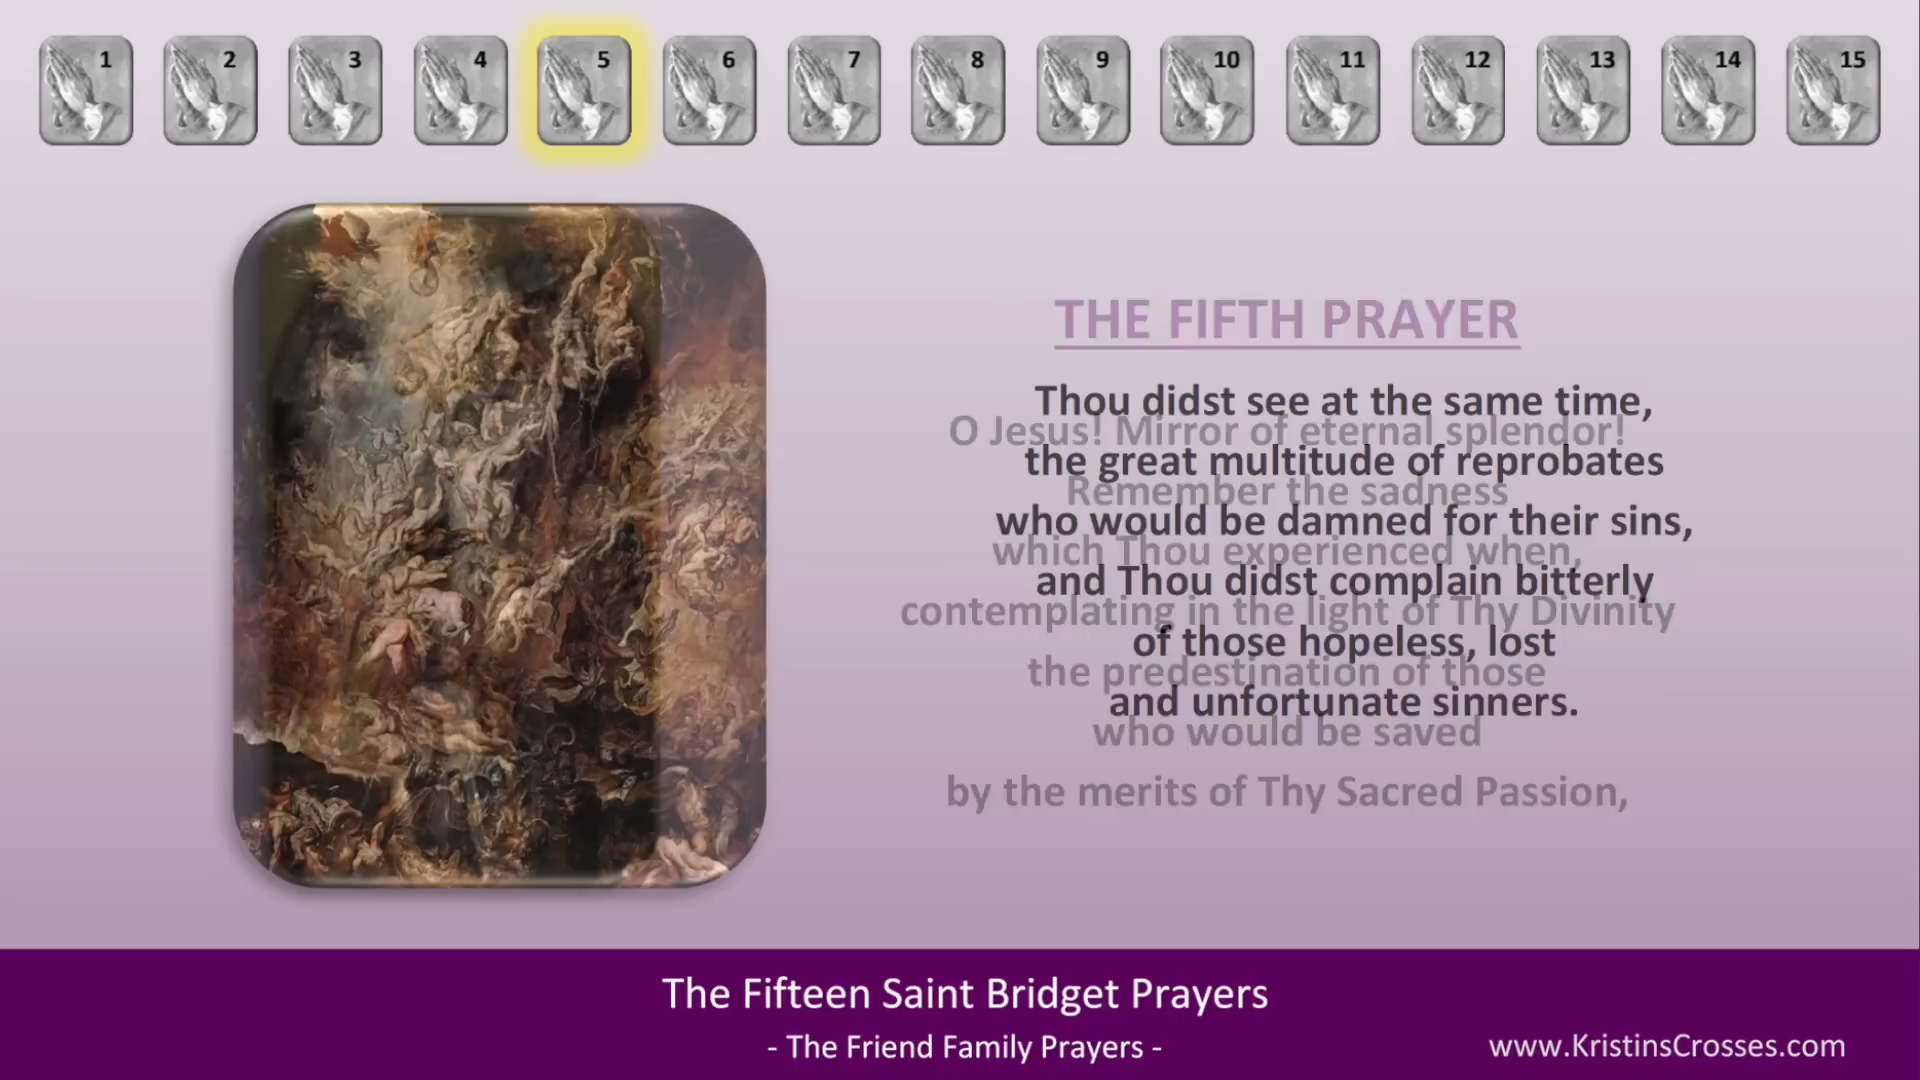 1 2 3 4 5 6 7 8 9 10 11 12 13 14 15
THE FIFTH PRAYER
O Jesus! Mirror of eternal splendor!
Remember the sadness
which Thou experienced when,
contemplating in the light of Thy Divinity
the predestination of those
who would be saved
by the merits of Thy Sacred Passion,
Thou didst see at the same time,
the great multitude of reprobates
who would be damned for their sins,
and Thou didst complain bitterly
of those hopeless, lost
and unfortunate sinners.
The Fifteen Saint Bridget Prayers
- The Friend Family Prayers -
www.KristinsCrosses.com